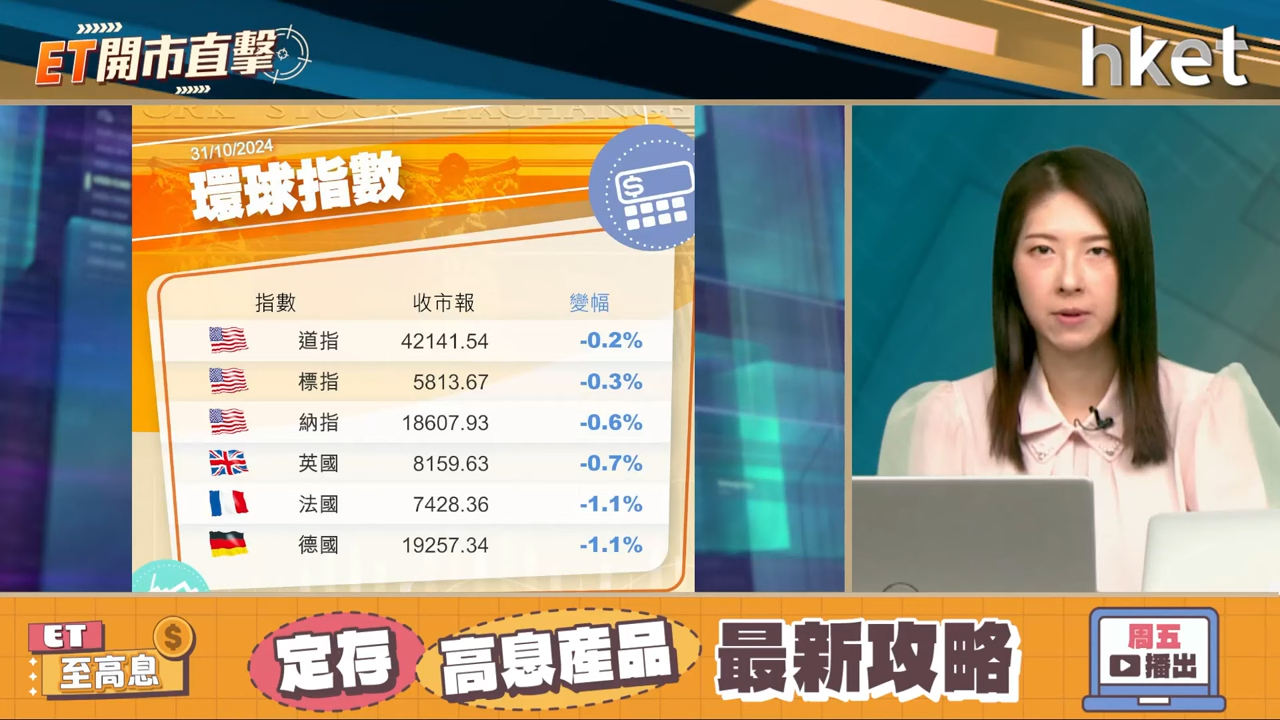 ET開市直擊
hket
ORK STOCK EXCHANGE
31/10/2024
環球指數
$
指數 收市報 變幅
道指 42141.54 -0.2%
標指 5813.67 -0.3%
納指 18607.93 -0.6%
英國 8159.63 -0.7%
法國 7428.36 -1.1%
德國 19257.34 -1.1%
ET $
至高息
定存 高息產品 最新攻略
周五
播出